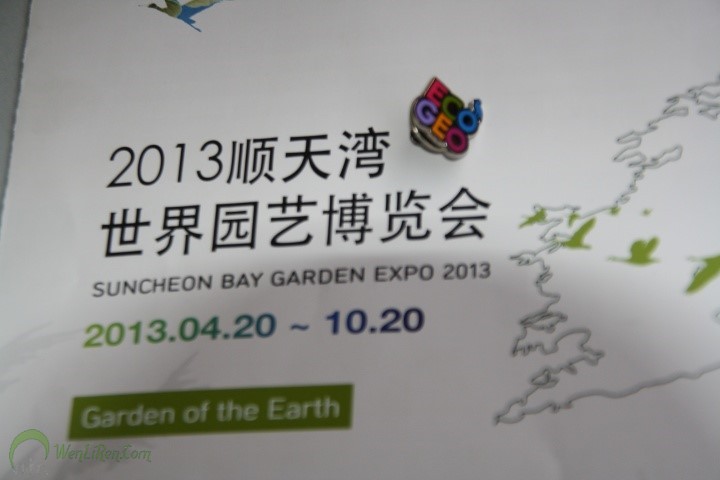 ECO
GEO
2013顺天湾
世界园艺博览会
SUNCHEON BAY GARDEN EXPO 2013
2013.04.20 ~ 10.20
Garden of the Earth
WenLiRen.Com